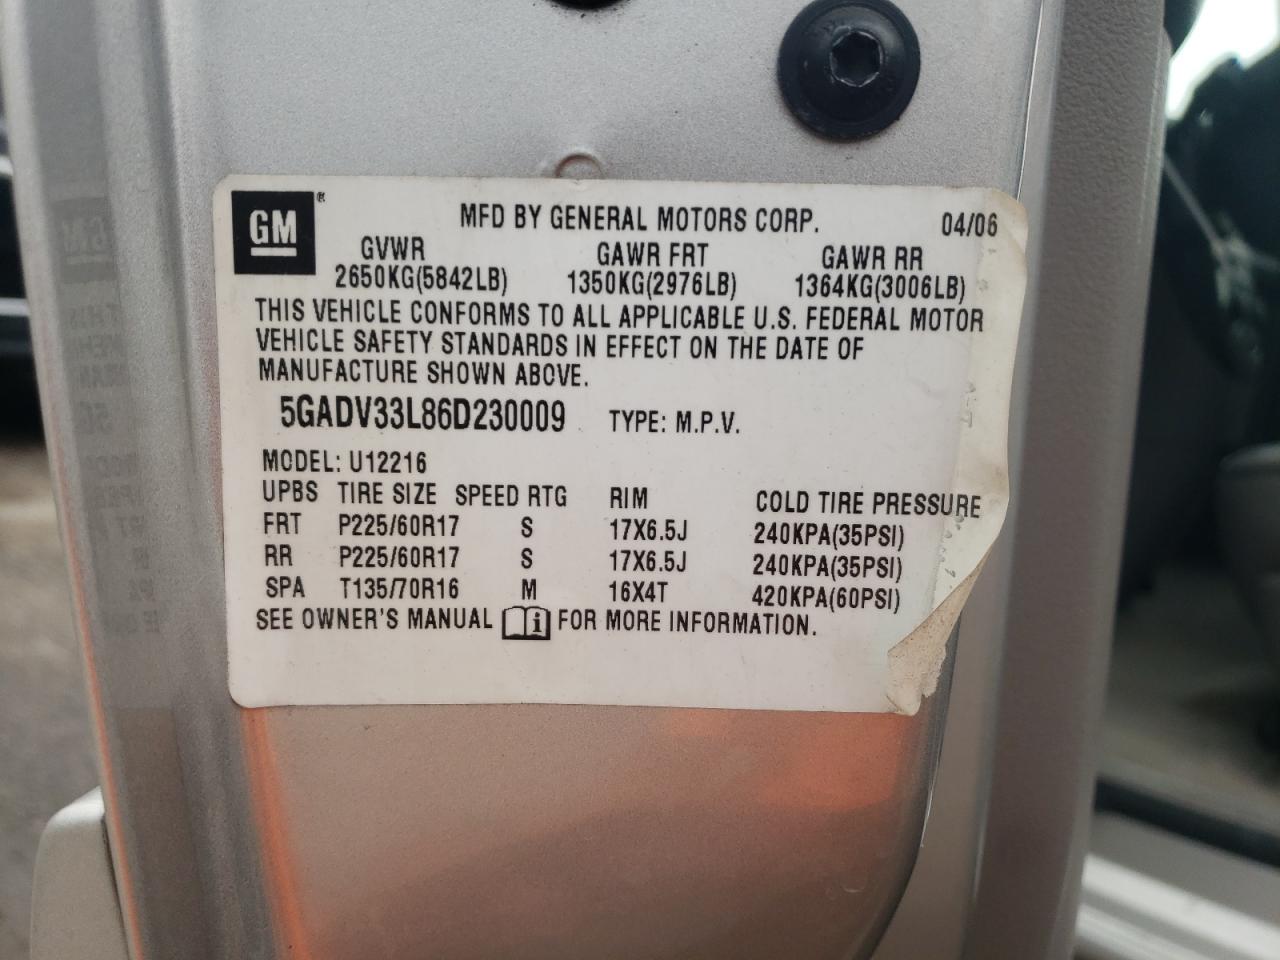 GM ®
MFD BY GENERAL MOTORS CORP. 04/06
GVWR GAWR FRT GAWR RR
2650KG(5842LB) 1350KG(2976LB) 1364KG(3006LB)
THIS VEHICLE CONFORMS TO ALL APPLICABLE U.S. FEDERAL MOTOR
VEHICLE SAFETY STANDARDS IN EFFECT ON THE DATE OF
MANUFACTURE SHOWN ABOVE.
5GADV33L86D230009 TYPE: M.P.V.
MODEL: U12216
UPBS TIRE SIZE SPEED RTG RIM COLD TIRE PRESSURE
FRT P225/60R17 S 17X6.5J 240KPA(35PSI)
RR P225/60R17 S 17X6.5J 240KPA(35PSI)
SPA T135/70R16 M 16X4T 420KPA(60PSI)
SEE OWNER'S MANUAL i FOR MORE INFORMATION.